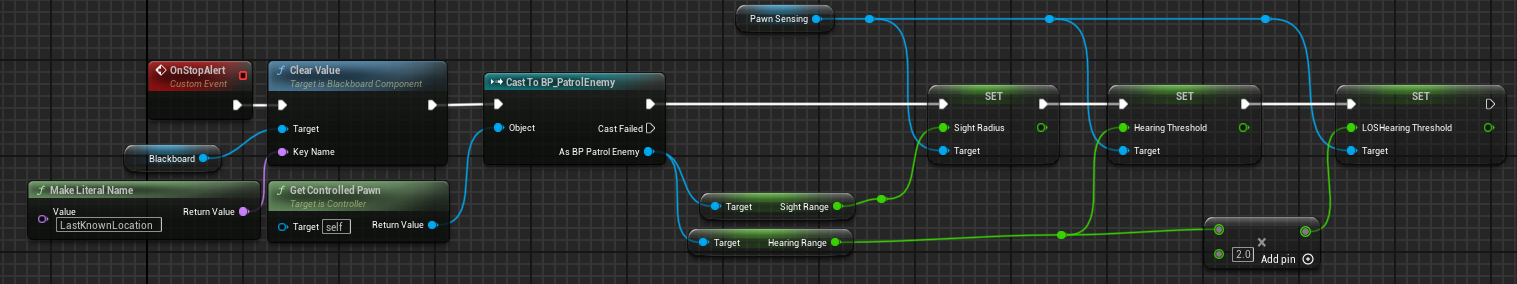 Pawn Sensing
OnStopAlert
Custom Event
Clear Value
Target is Blackboard Component
Target
Key Name
Blackboard
Make Literal Name
Value
LastKnownLocation
Return Value
Get Controlled Pawn
Target is Controller
Target self
Return Value
Cast To BP_PatrolEnemy
Object
Cast Failed
As BP Patrol Enemy
Target Sight Range
Target Hearing Range
SET
Sight Radius
Target
SET
Hearing Threshold
Target
SET
LOSHearing Threshold
Target
2.0
Add pin